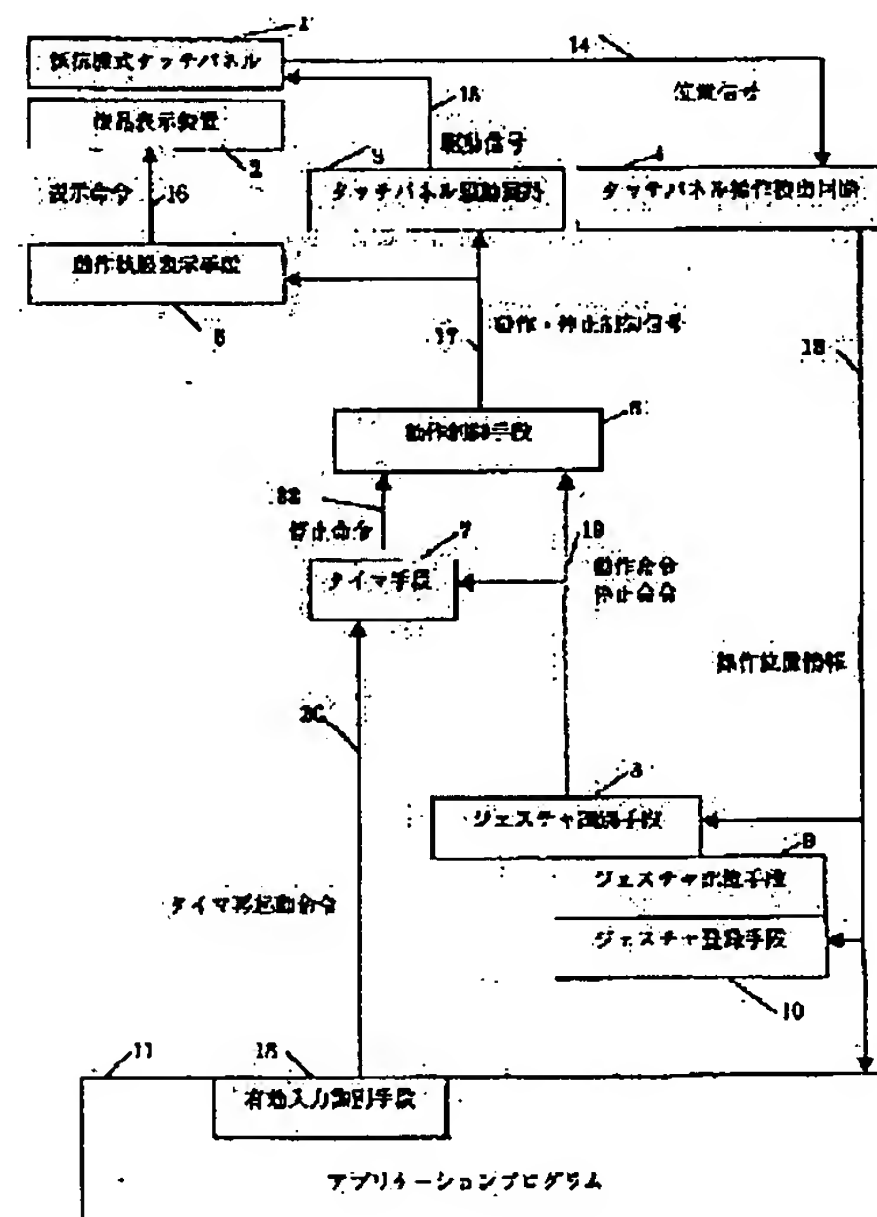 1
14
抵抗膜式タッチパネル
15
位置信号
液晶表示装置
2
3
駆動信号
4
表示命令
16
タッチパネル駆動回路
タッチパネル操作検出回路
動作状態表示手段
5
17
動作・停止制御信号
18
6
動作制御手段
22
停止命令
7
19
タイマ手段
動作命令
停止命令
操作位置情報
20
8
ジェスチャ認識手段
9
ジェスチャ記憶手段
タイマ再起動命令
ジェスチャ登録手段
10
11
有効入力識別手段
アプリケーションプログラム